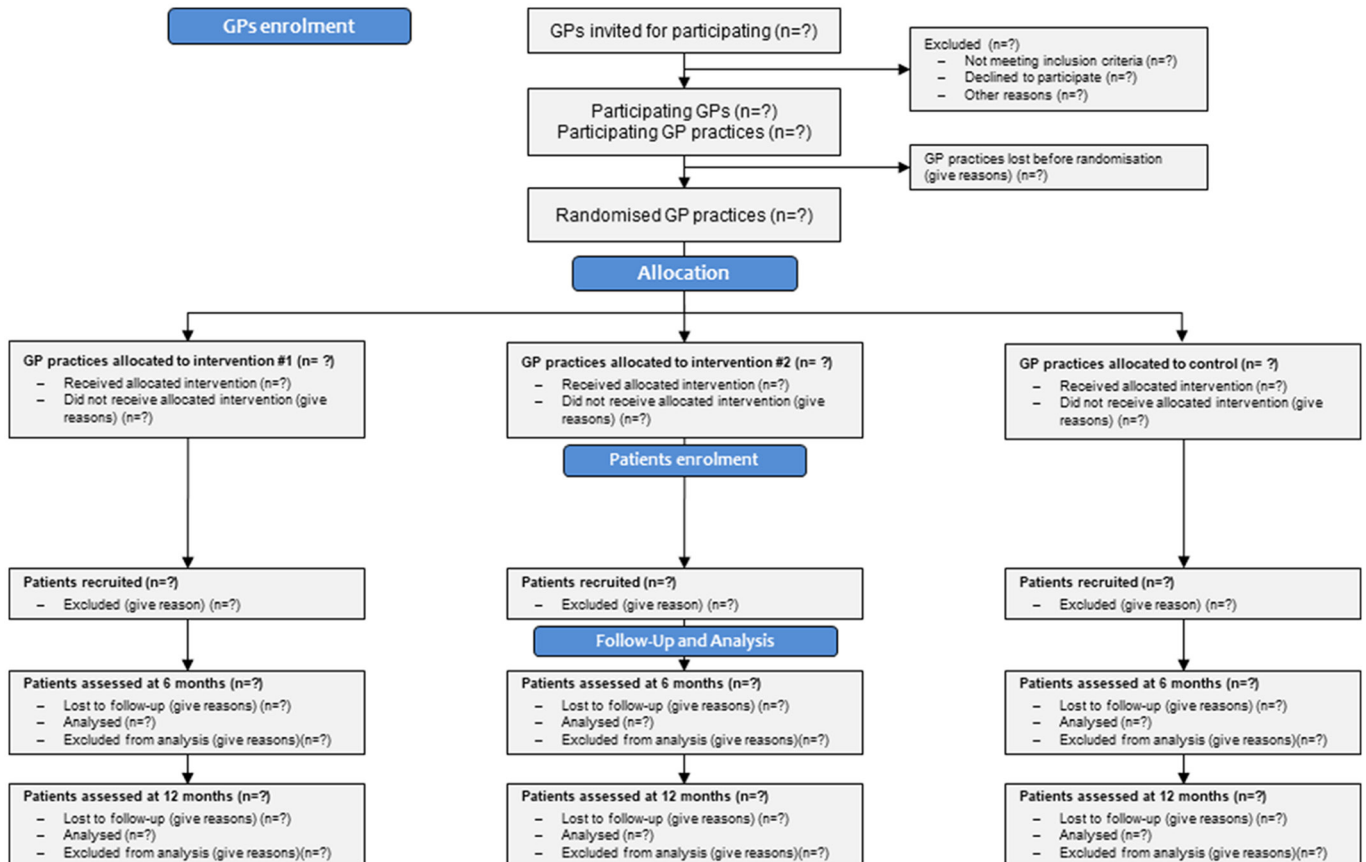 GPs enrolment
GPs invited for participating (n=?)
Excluded (n=?)
– Not meeting inclusion criteria (n=?)
– Declined to participate (n=?)
– Other reasons (n=?)
Participating GPs (n=?)
Participating GP practices (n=?)
GP practices lost before randomisation
(give reasons) (n=?)
Randomised GP practices (n=?)
Allocation
GP practices allocated to intervention #1 (n= ?)
– Received allocated intervention (n=?)
– Did not receive allocated intervention (give
reasons) (n=?)
GP practices allocated to intervention #2 (n= ?)
– Received allocated intervention (n=?)
– Did not receive allocated intervention (give
reasons) (n=?)
GP practices allocated to control (n= ?)
– Received allocated intervention (n=?)
– Did not receive allocated intervention (give
reasons) (n=?)
Patients enrolment
Patients recruited (n=?)
– Excluded (give reason) (n=?)
Patients recruited (n=?)
– Excluded (give reason) (n=?)
Patients recruited (n=?)
– Excluded (give reason) (n=?)
Follow-Up and Analysis
Patients assessed at 6 months (n=?)
– Lost to follow-up (give reasons) (n=?)
– Analysed (n=?)
– Excluded from analysis (give reasons)(n=?)
Patients assessed at 6 months (n=?)
– Lost to follow-up (give reasons) (n=?)
– Analysed (n=?)
– Excluded from analysis (give reasons)(n=?)
Patients assessed at 6 months (n=?)
– Lost to follow-up (give reasons) (n=?)
– Analysed (n=?)
– Excluded from analysis (give reasons)(n=?)
Patients assessed at 12 months (n=?)
– Lost to follow-up (give reasons) (n=?)
– Analysed (n=?)
– Excluded from analysis (give reasons)(n=?)
Patients assessed at 12 months (n=?)
– Lost to follow-up (give reasons) (n=?)
– Analysed (n=?)
– Excluded from analysis (give reasons)(n=?)
Patients assessed at 12 months (n=?)
– Lost to follow-up (give reasons) (n=?)
– Analysed (n=?)
– Excluded from analysis (give reasons)(n=?)